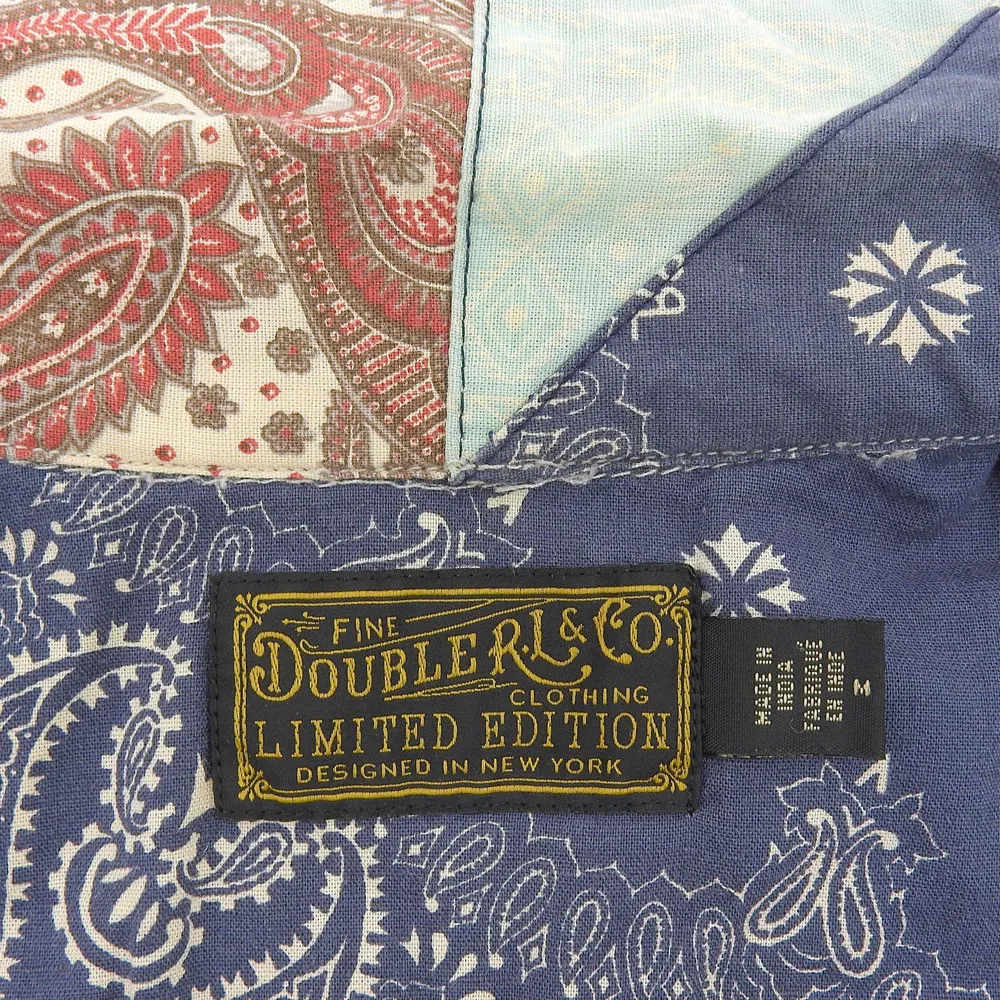 FINE
DOUBLE RL & CO.
CLOTHING
LIMITED EDITION
DESIGNED IN NEW YORK
MADE IN
INDIA
FABRIQUÉ
EN INDE
M